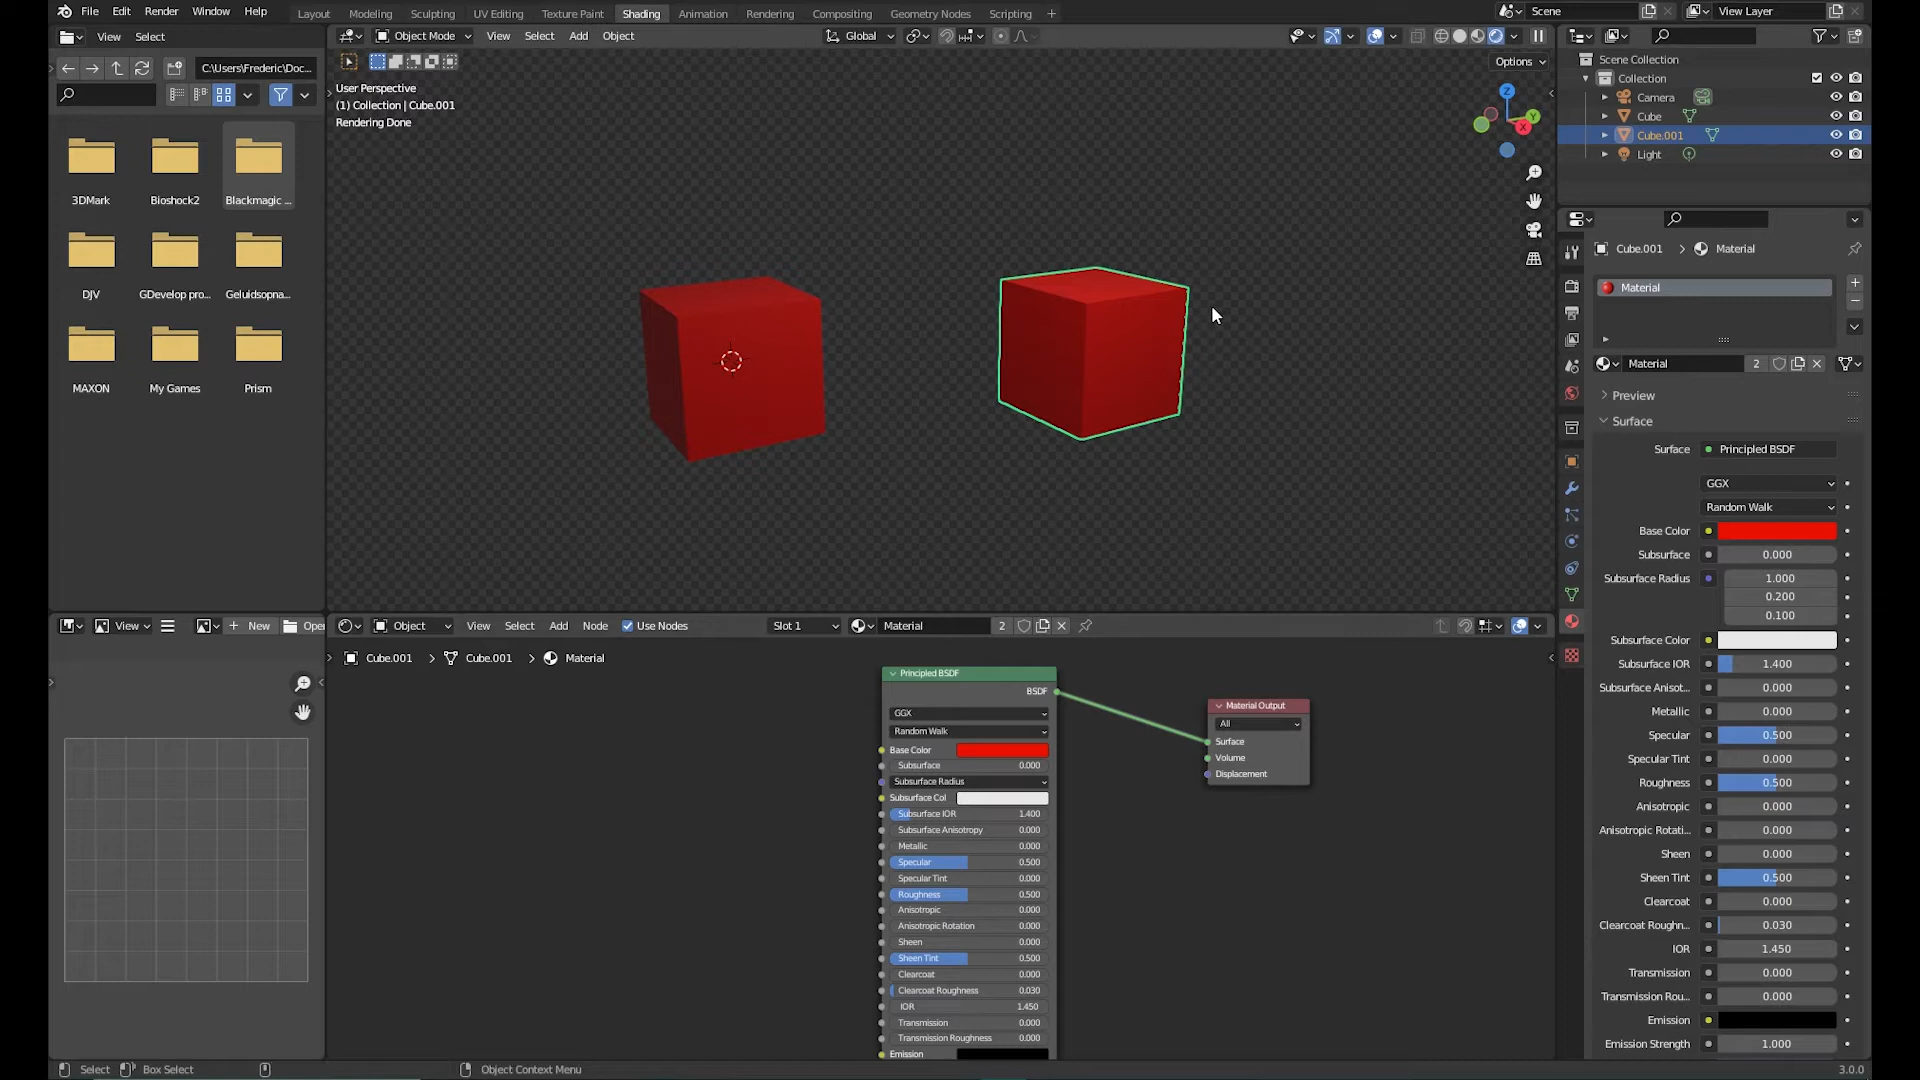 File Edit Render Window Help Layout Modeling Sculpting UV Editing Texture Paint Shading Animation Rendering Compositing Geometry Nodes Scripting + Scene View Layer
View Select
Object Mode View Select Add Object Global
C:\Users\Frederic\Doc...
Options
User Perspective
(1) Collection | Cube.001
Rendering Done
Z
Y
X
3DMark Bioshock2 Blackmagic ...
DJV GDevelop pro... Geluidsopna...
MAXON My Games Prism
Scene Collection
Collection
Camera
Cube
Cube.001
Light
Cube.001 > Material
Material
Material 2
Preview
Surface
Surface Principled BSDF
GGX
Random Walk
Base Color
Subsurface 0.000
Subsurface Radius 1.000
0.200
0.100
Subsurface Color
Subsurface IOR 1.400
Subsurface Anisot... 0.000
Metallic 0.000
Specular 0.500
Specular Tint 0.000
Roughness 0.500
Anisotropic 0.000
Anisotropic Rotati... 0.000
Sheen 0.000
Sheen Tint 0.500
Clearcoat 0.000
Clearcoat Roughn... 0.030
IOR 1.450
Transmission 0.000
Transmission Rou... 0.000
Emission
Emission Strength 1.000
View + New Open
Object View Select Add Node Use Nodes Slot 1 Material 2
Cube.001 > Cube.001 > Material
Principled BSDF
BSDF
GGX
Random Walk
Base Color
Subsurface 0.000
Subsurface Radius
Subsurface Col
Subsurface IOR 1.400
Subsurface Anisotropy 0.000
Metallic 0.000
Specular 0.500
Specular Tint 0.000
Roughness 0.500
Anisotropic 0.000
Anisotropic Rotation 0.000
Sheen 0.000
Sheen Tint 0.500
Clearcoat 0.000
Clearcoat Roughness 0.030
IOR 1.450
Transmission 0.000
Transmission Roughness 0.000
Emission
Material Output
All
Surface
Volume
Displacement
Select Box Select Object Context Menu 3.0.0